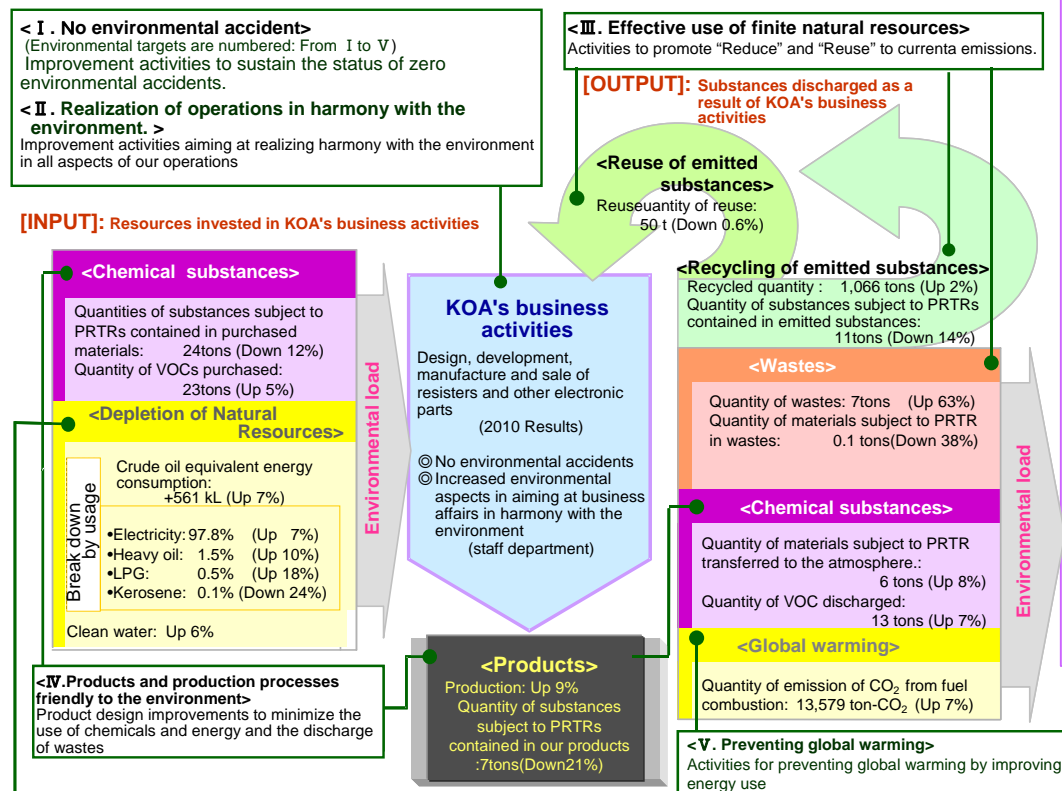 <Ⅰ. No environmental accident>
(Environmental targets are numbered: From Ⅰ to Ⅴ)
Improvement activities to sustain the status of zero
environmental accidents.
<Ⅱ. Realization of operations in harmony with the
environment. >
Improvement activities aiming at realizing harmony with the environment
in all aspects of our operations
<Ⅲ. Effective use of finite natural resources>
Activities to promote “Reduce” and “Reuse” to currenta emissions.
[OUTPUT]: Substances discharged as a
result of KOA's business
activities
<Reuse of emitted
substances>
Reuseuantity of reuse:
50 t (Down 0.6%)
[INPUT]: Resources invested in KOA's business activities
<Chemical substances>
Quantities of substances subject to
PRTRs contained in purchased
materials: 24tons (Down 12%)
Quantity of VOCs purchased:
23tons (Up 5%)
<Depletion of Natural
Resources>
Crude oil equivalent energy
consumption:
+561 kL (Up 7%)
Break down
by usage
•Electricity: 97.8% (Up 7%)
•Heavy oil: 1.5% (Up 10%)
•LPG: 0.5% (Up 18%)
•Kerosene: 0.1% (Down 24%)
Clean water: Up 6%
Environmental load
KOA's business
activities
Design, development,
manufacture and sale of
resisters and other electronic
parts
(2010 Results)
◎No environmental accidents
◎Increased environmental
aspects in aiming at business
affairs in harmony with the
environment
(staff department)
<Recycling of emitted substances>
Recycled quantity : 1,066 tons (Up 2%)
Quantity of substances subject to PRTRs
contained in emitted substances:
11tons (Down 14%)
<Wastes>
Quantity of wastes: 7tons (Up 63%)
Quantity of materials subject to PRTR
in wastes: 0.1 tons(Down 38%)
<Chemical substances>
Quantity of materials subject to PRTR
transferred to the atmosphere.:
6 tons (Up 8%)
Quantity of VOC discharged:
13 tons (Up 7%)
<Global warming>
Quantity of emission of CO₂ from fuel
combustion: 13,579 ton-CO₂ (Up 7%)
Environmental load
<Ⅳ.Products and production processes
friendly to the environment>
Product design improvements to minimize the
use of chemicals and energy and the discharge
of wastes
<Products>
Production: Up 9%
Quantity of substances
subject to PRTRs
contained in our products
:7tons(Down21%)
<Ⅴ. Preventing global warming>
Activities for preventing global warming by improving
energy use